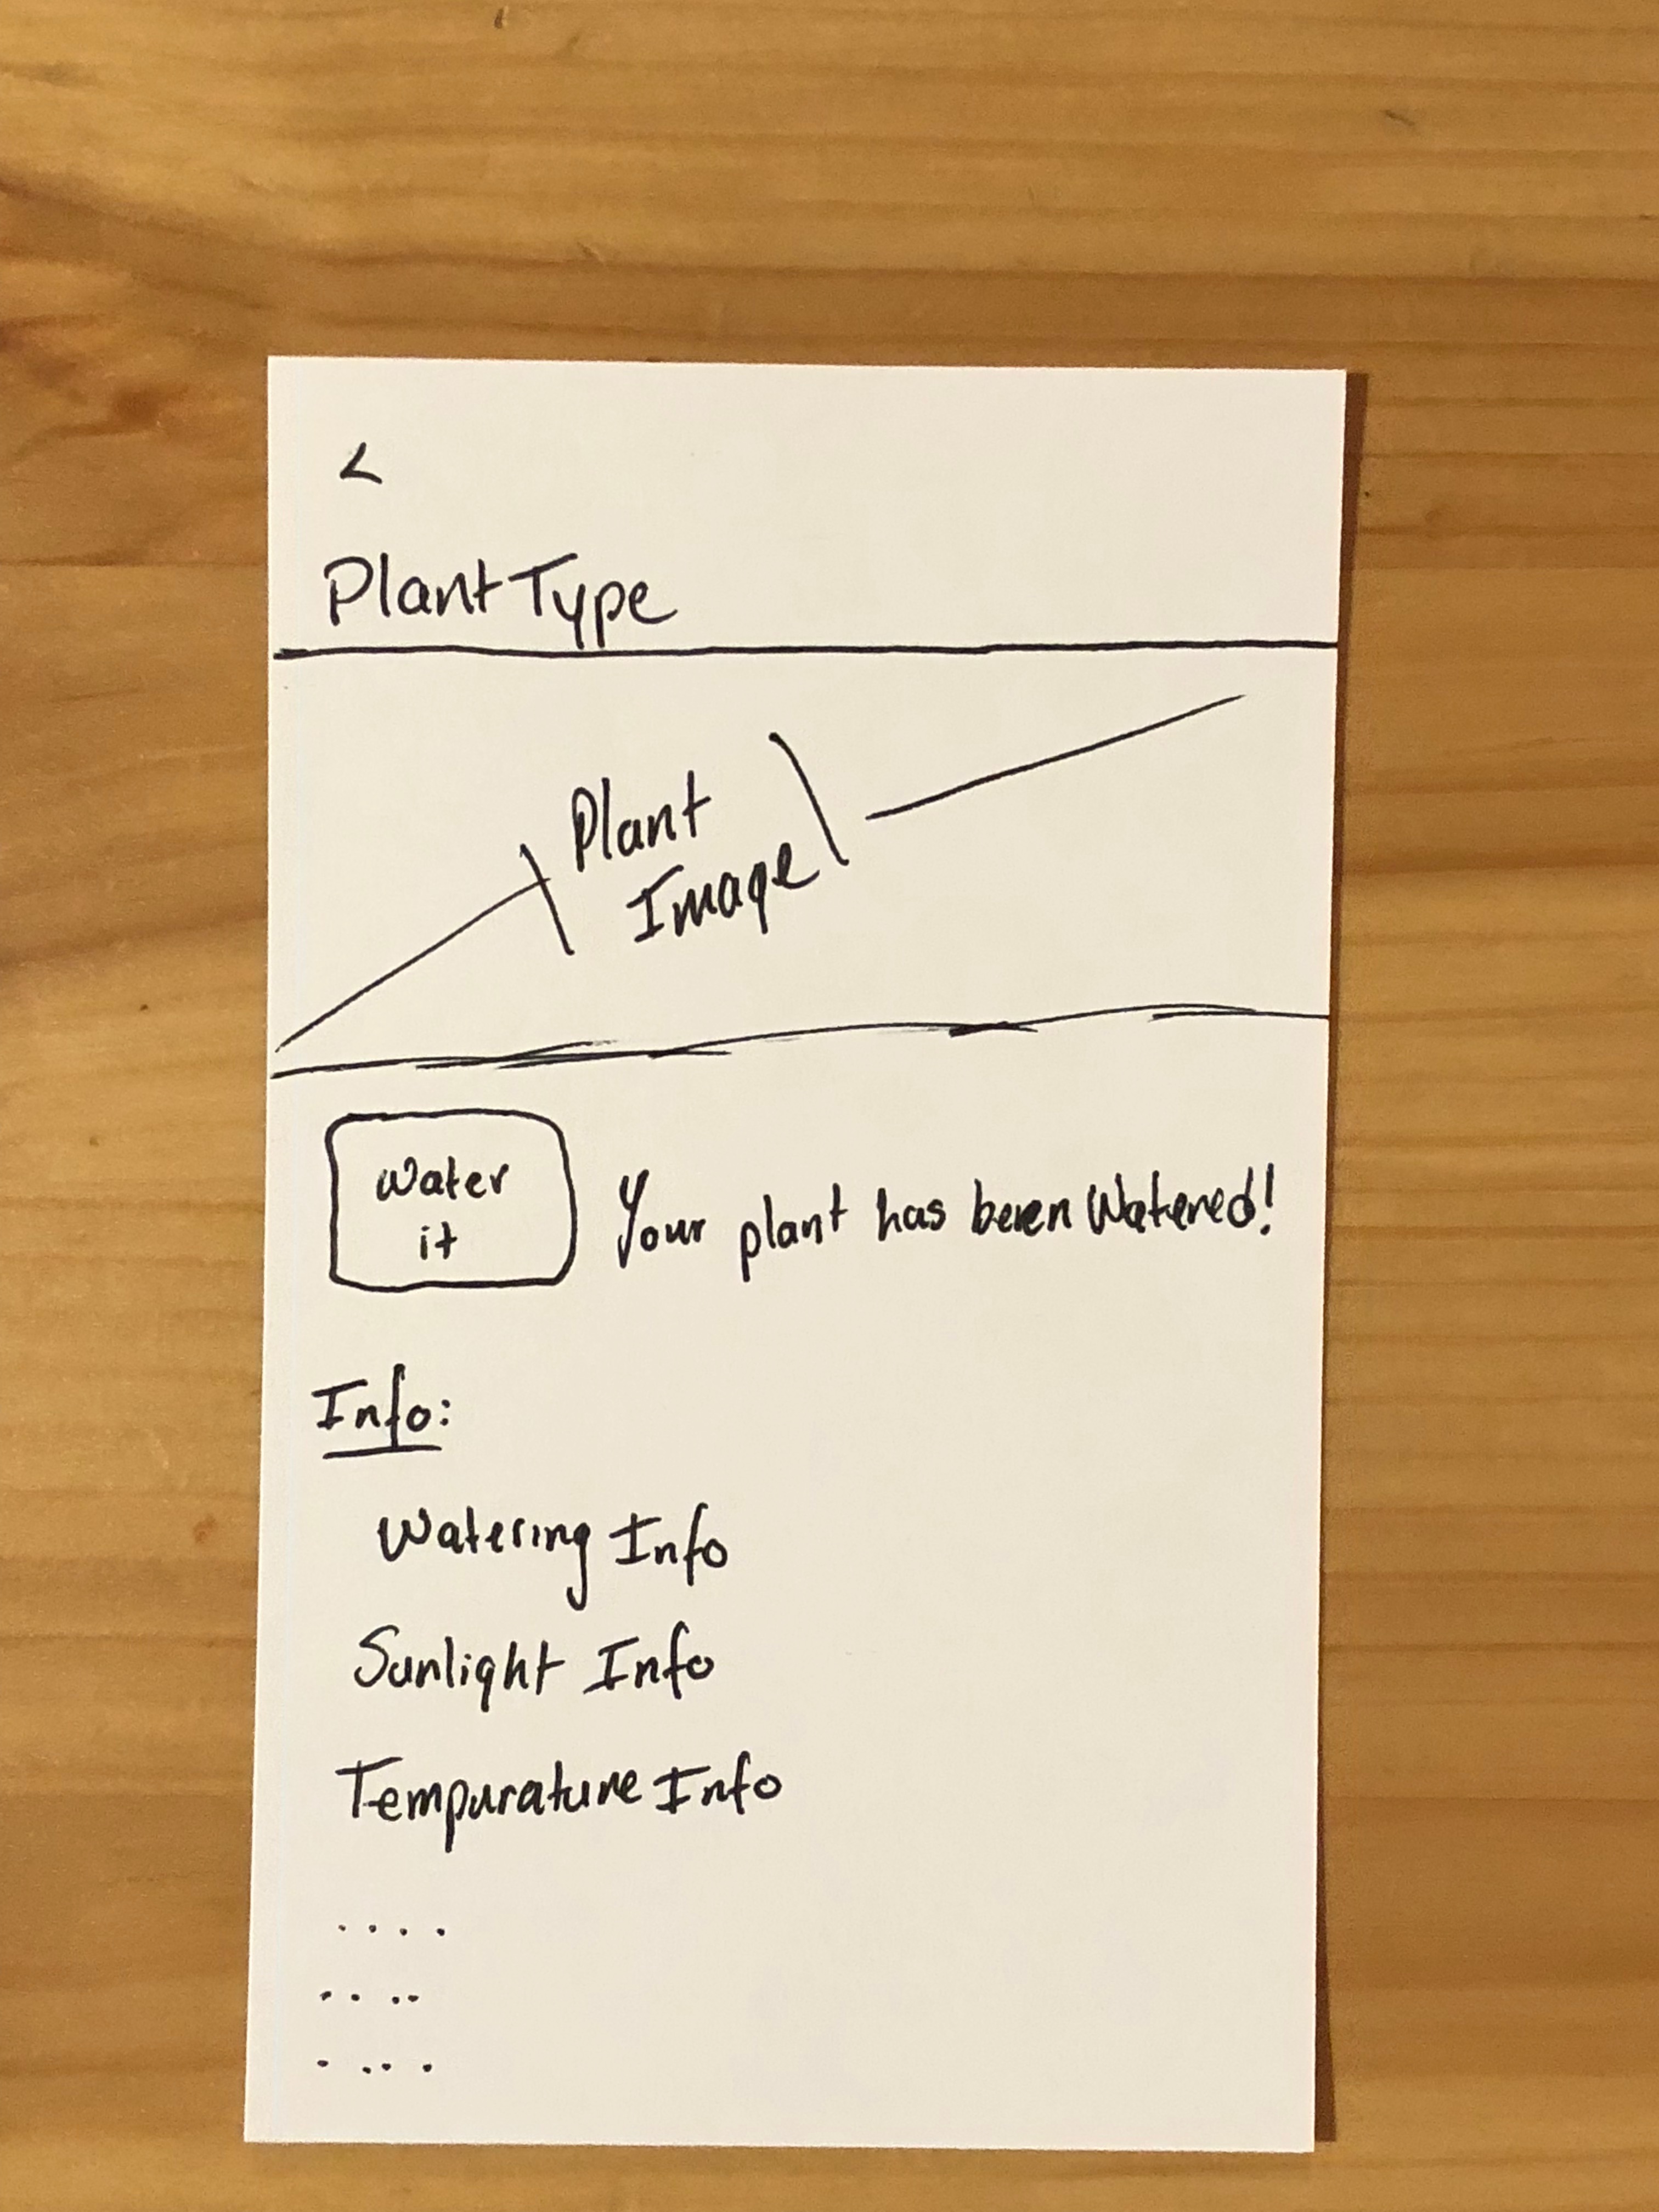 <
Plant Type
Plant
Image
Water
it
Your plant has been Watered!
Info:
Watering Info
Sunlight Info
Tempurature Info
. . . .
. . . .
. . . .